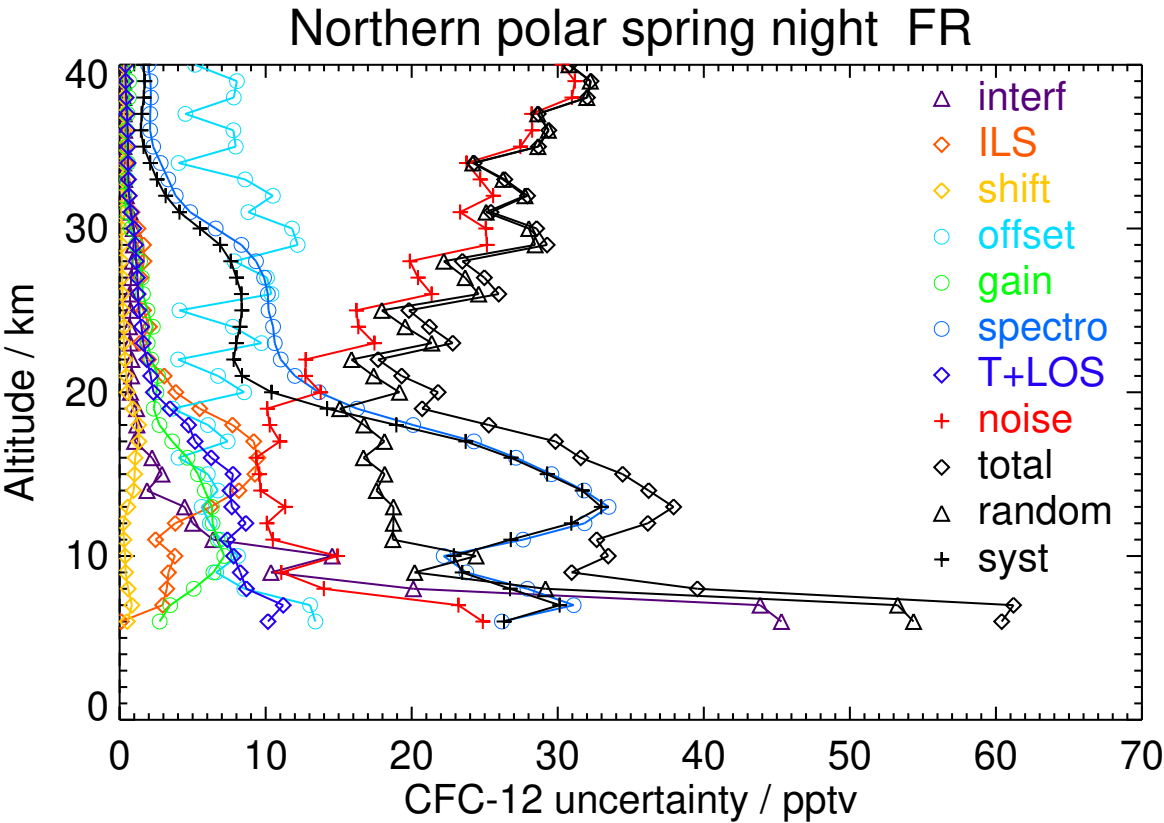 Northern polar spring night FR
40
30
20
10
0
Altitude / km
interf
ILS
shift
offset
gain
spectro
T+LOS
noise
total
random
syst
0 10 20 30 40 50 60 70
CFC-12 uncertainty / pptv